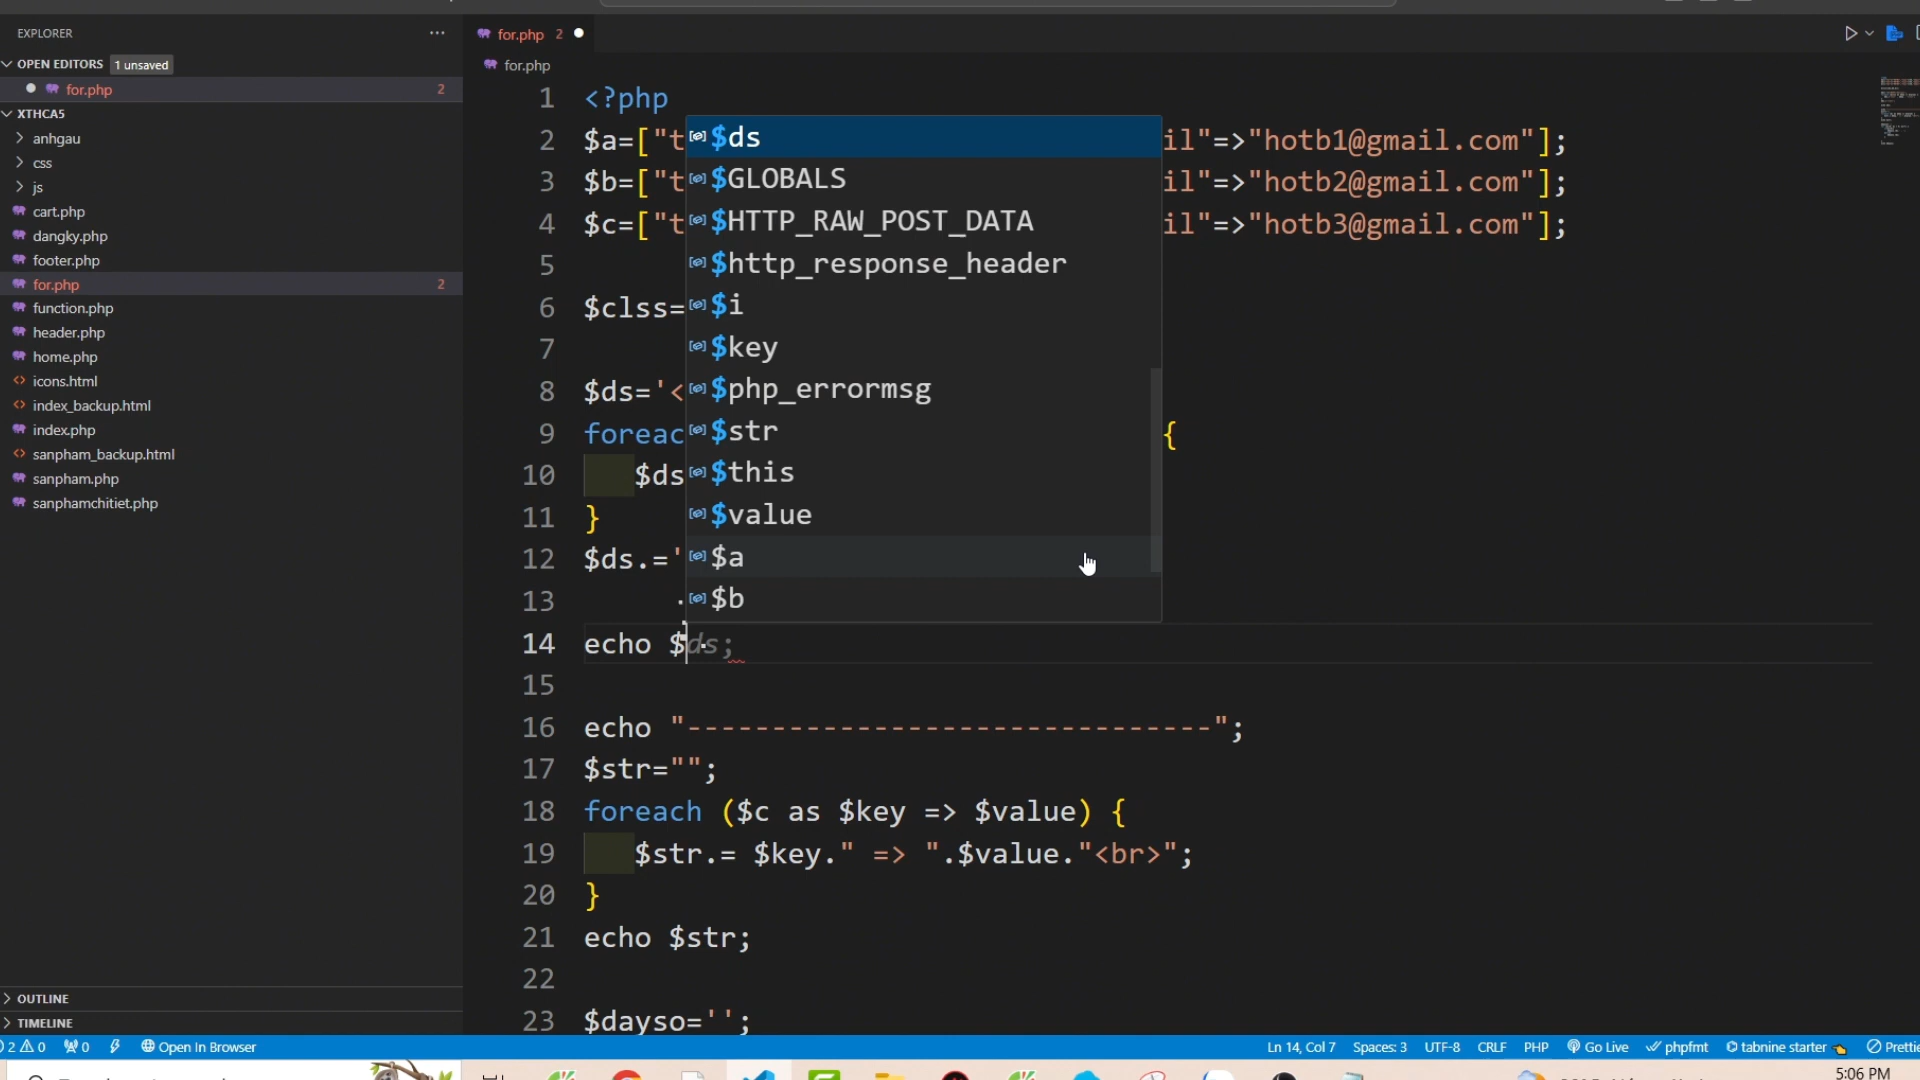 EXPLORER
OPEN EDITORS 1 unsaved
for.php 2
XTHCA5
anhgau
css
js
cart.php
dangky.php
footer.php
for.php 2
function.php
header.php
home.php
icons.html
index_backup.html
index.php
sanpham_backup.html
sanpham.php
sanphamchitiet.php
OUTLINE
TIMELINE
for.php 2
for.php
1 <?php
2 $a=["t il"=>"hotb1@gmail.com"];
3 $b=["t il"=>"hotb2@gmail.com"];
4 $c=["t il"=>"hotb3@gmail.com"];
5
6 $clss=
7
8 $ds='<
9 foreac {
10 $ds
11 }
12 $ds.='
13
14 echo $ds;
15
16 echo "-------------------------------";
17 $str="";
18 foreach ($c as $key => $value) {
19 $str.= $key." => ".$value."<br>";
20 }
21 echo $str;
22
23 $dayso='';
$ds
$GLOBALS
$HTTP_RAW_POST_DATA
$http_response_header
$i
$key
$php_errormsg
$str
$this
$value
$a
$b
2 0 0 Open In Browser Ln 14, Col 7 Spaces: 3 UTF-8 CRLF PHP Go Live phpfmt tabnine starter Prettie
5:06 PM